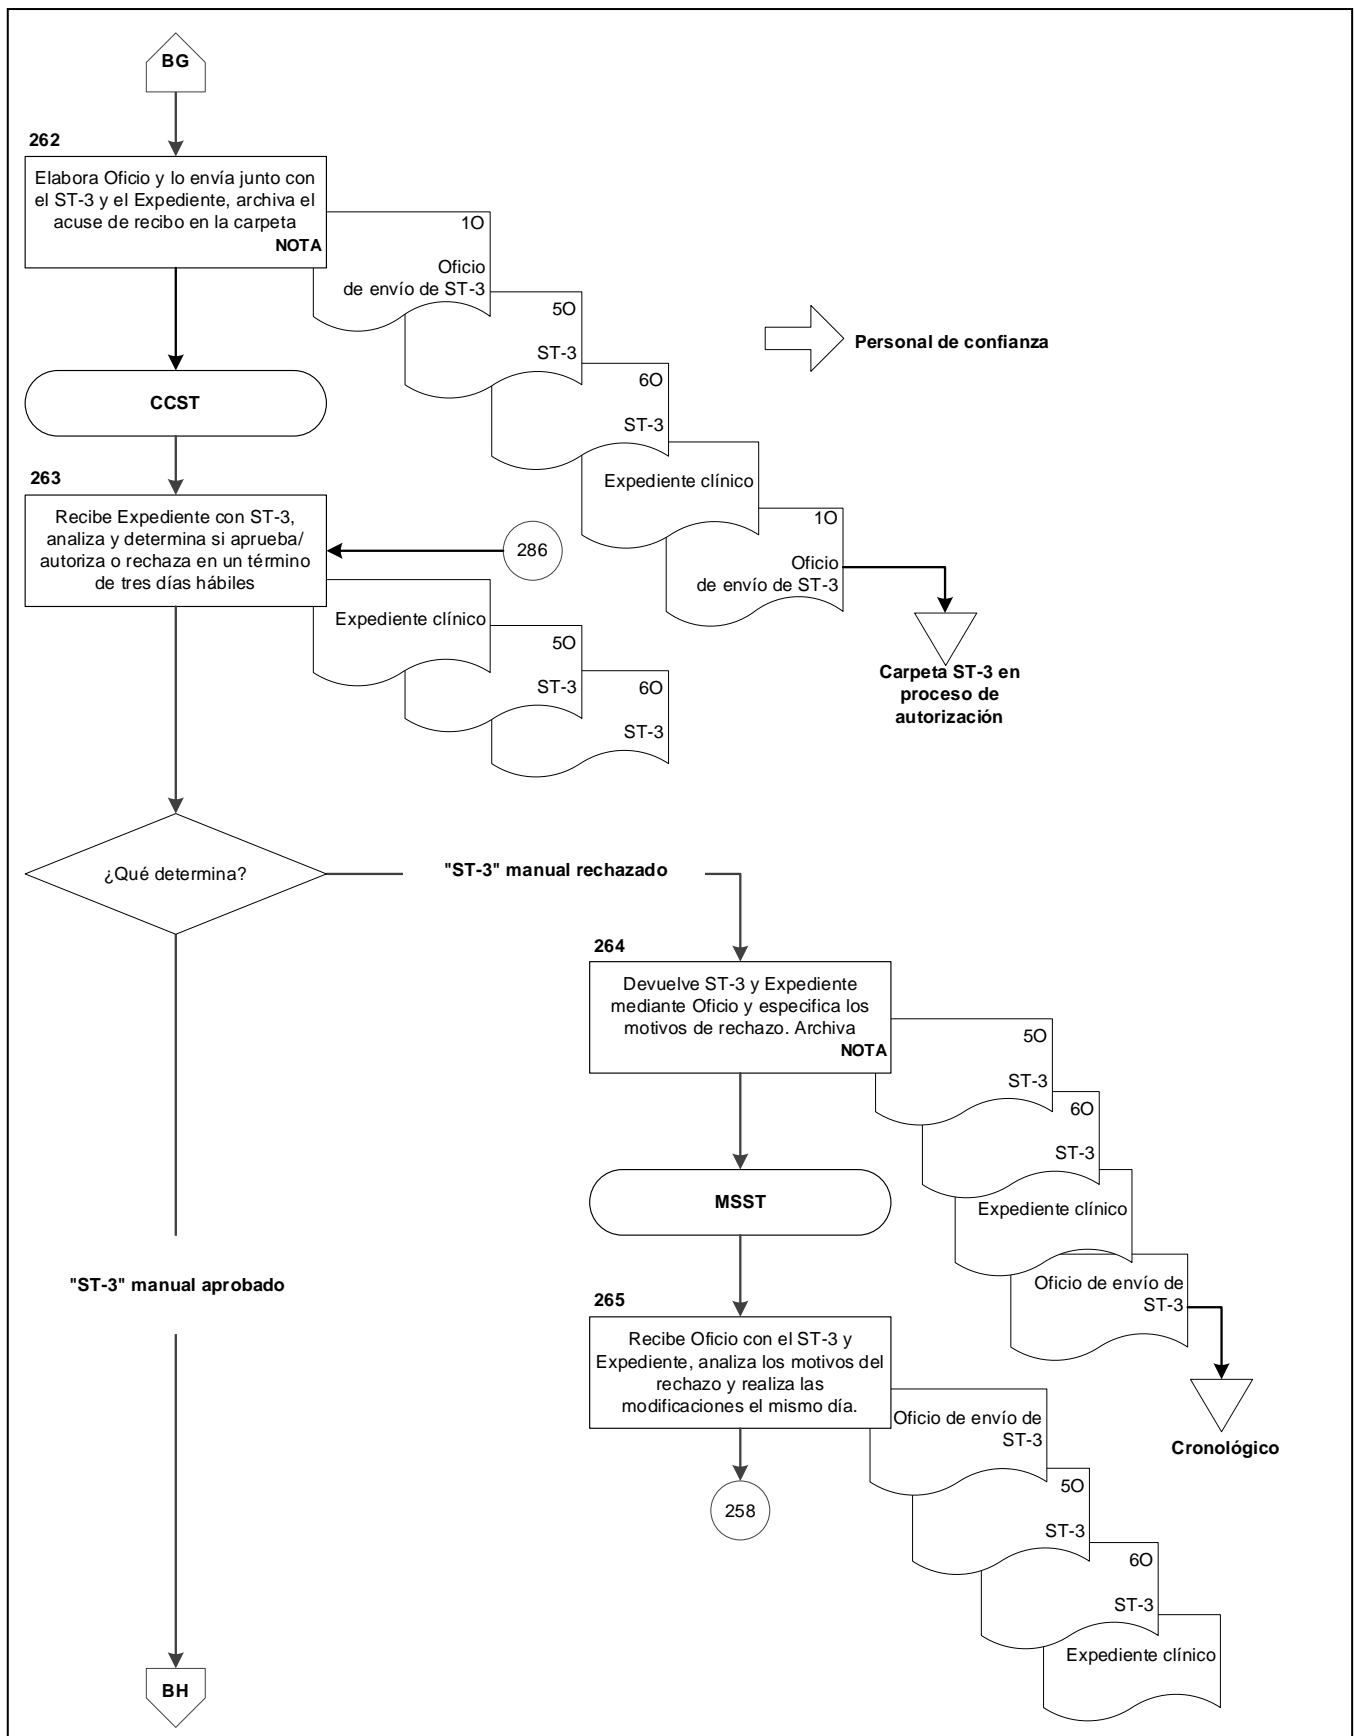 BG
262
Elabora Oficio y lo envía junto con
el ST-3 y el Expediente, archiva el
acuse de recibo en la carpeta
NOTA
1O
Oficio
de envío de ST-3
5O
ST-3
6O
ST-3
Expediente clínico
1O
Oficio
de envío de ST-3
Personal de confianza
Carpeta ST-3 en
proceso de
autorización
CCST
263
Recibe Expediente con ST-3,
analiza y determina si aprueba/
autoriza o rechaza en un término
de tres días hábiles
286
Expediente clínico
5O
ST-3
6O
ST-3
¿Qué determina?
"ST-3" manual rechazado
264
Devuelve ST-3 y Expediente
mediante Oficio y especifica los
motivos de rechazo. Archiva
NOTA
5O
ST-3
6O
ST-3
Expediente clínico
Oficio de envío de
ST-3
Cronológico
MSST
265
Recibe Oficio con el ST-3 y
Expediente, analiza los motivos del
rechazo y realiza las
modificaciones el mismo día.
Oficio de envío de
ST-3
5O
ST-3
6O
ST-3
Expediente clínico
258
"ST-3" manual aprobado
BH